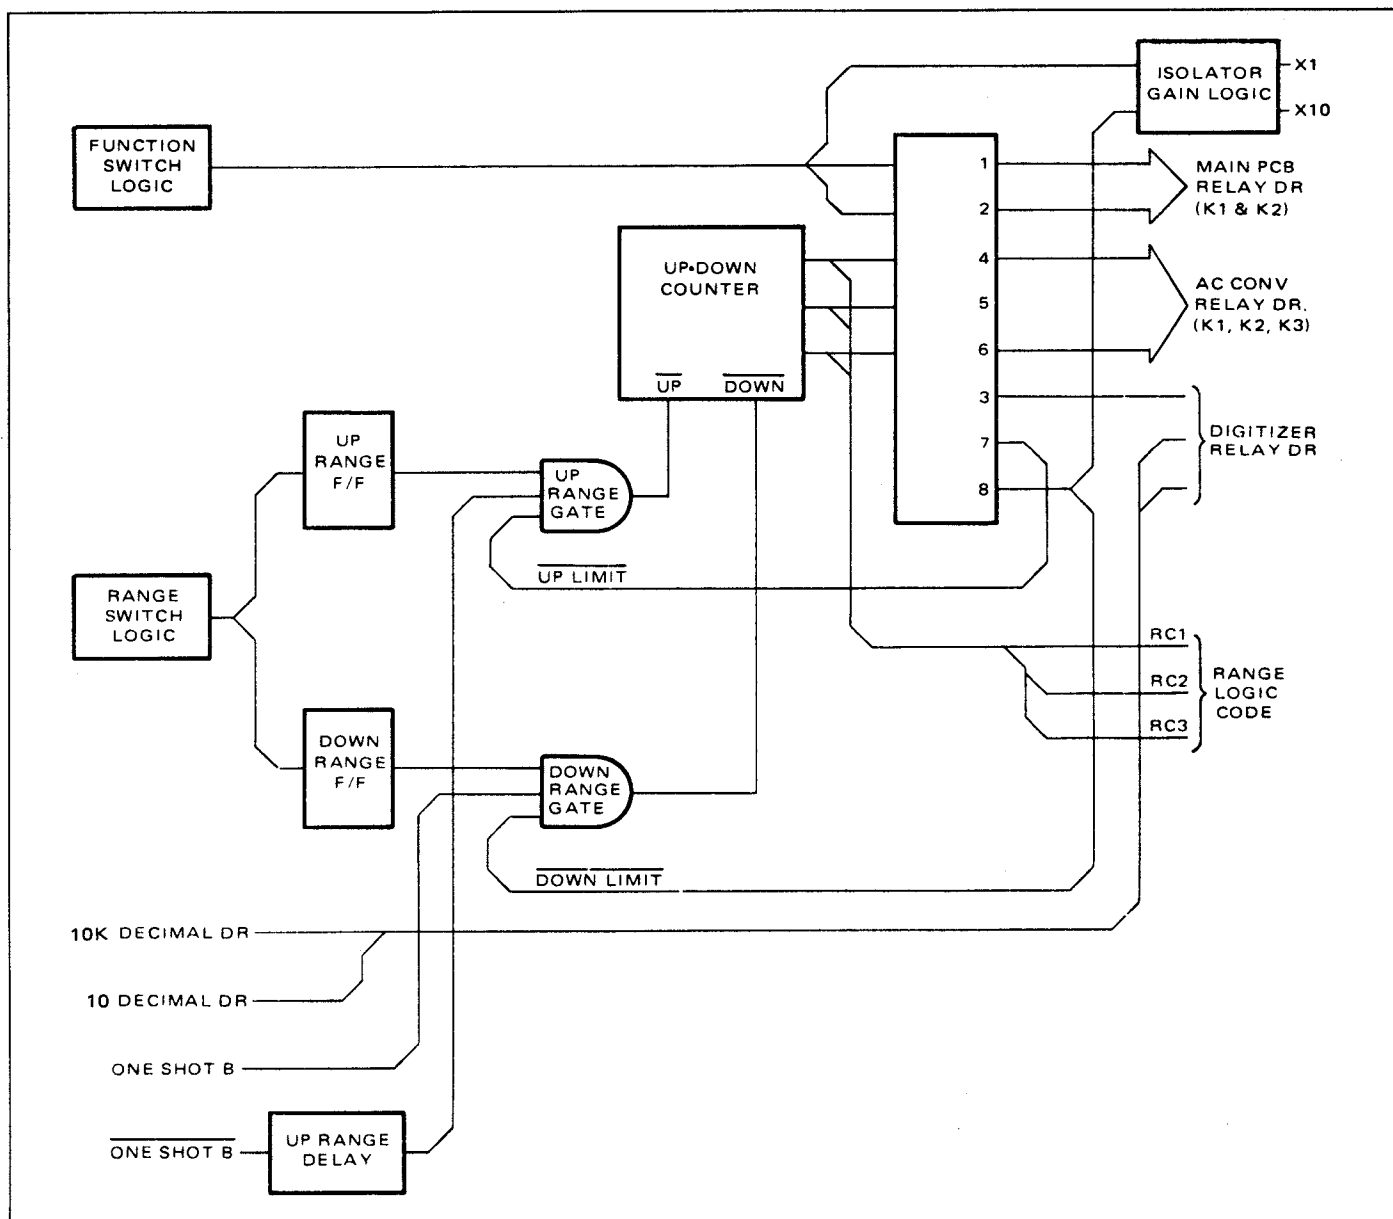 ISOLATOR
GAIN LOGIC
X1
X10
FUNCTION
SWITCH
LOGIC
1
2
4
5
6
3
7
8
MAIN PCB
RELAY DR
(K1 & K2)
UP•DOWN
COUNTER
UP
DOWN
AC CONV
RELAY DR.
(K1, K2, K3)
DIGITIZER
RELAY DR
UP
RANGE
F/F
UP
RANGE
GATE
UP LIMIT
RANGE
SWITCH
LOGIC
RC1
RC2
RC3
RANGE
LOGIC
CODE
DOWN
RANGE
F/F
DOWN
RANGE
GATE
DOWN LIMIT
10K DECIMAL DR
10 DECIMAL DR
ONE SHOT B
ONE SHOT B
UP RANGE
DELAY